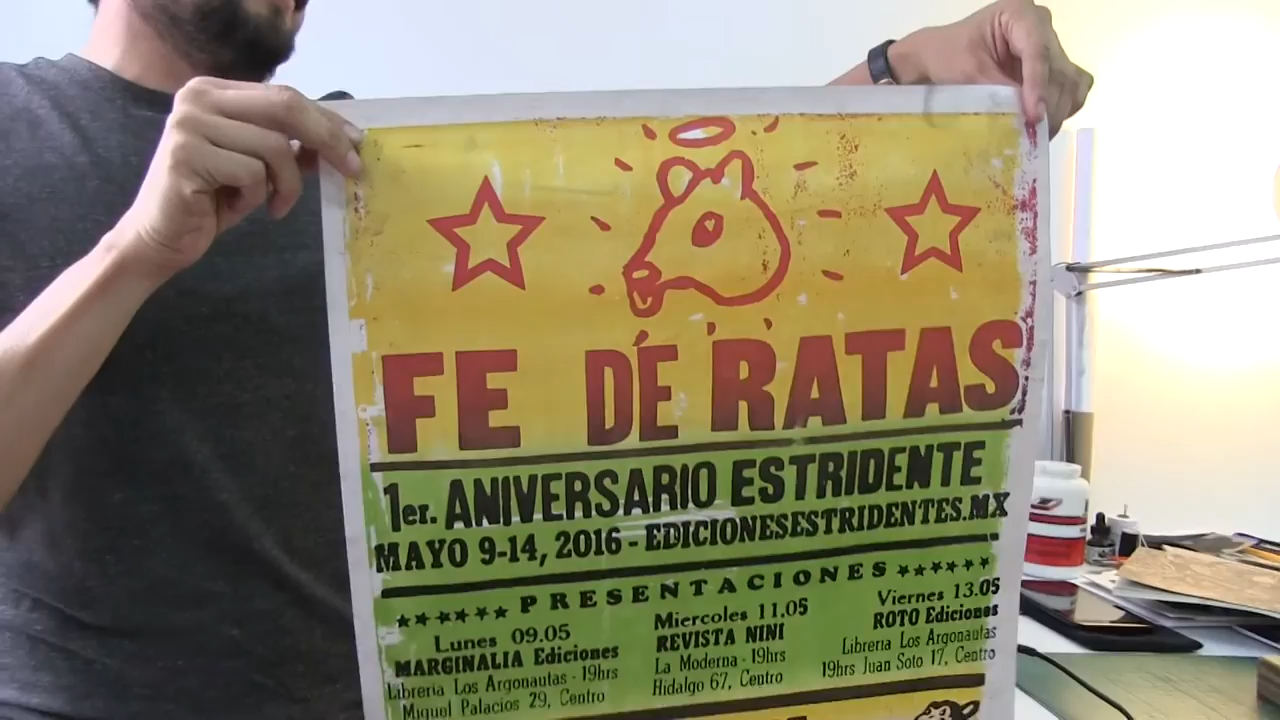 FE DE RATAS
1er. ANIVERSARIO ESTRIDENTE
MAYO 9-14, 2016 - EDICIONESESTRIDENTES.MX
PRESENTACIONES
Lunes 09.05
MARGINALIA Ediciones
Libreria Los Argonautas - 19hrs
Miguel Palacios 29, Centro
Miercoles 11.05
REVISTA NINI
La Moderna - 19hrs
Hidalgo 67, Centro
Viernes 13.05
ROTO Ediciones
Libreria Los Argonautas
19hrs Juan Soto 17, Centro